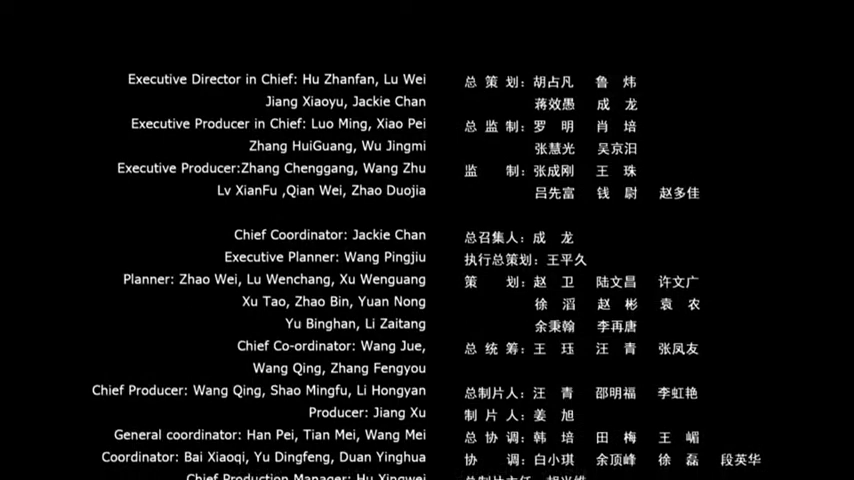 Executive Director in Chief: Hu Zhanfan, Lu Wei 总 策 划: 胡占凡 鲁 炜
Jiang Xiaoyu, Jackie Chan 蒋效愚 成 龙
Executive Producer in Chief: Luo Ming, Xiao Pei 总 监 制: 罗 明 肖 培
Zhang HuiGuang, Wu Jingmi 张慧光 吴京汨
Executive Producer:Zhang Chenggang, Wang Zhu 监 制: 张成刚 王 珠
Lv XianFu ,Qian Wei, Zhao Duojia 吕先富 钱 尉 赵多佳
Chief Coordinator: Jackie Chan 总召集人: 成 龙
Executive Planner: Wang Pingjiu 执行总策划: 王平久
Planner: Zhao Wei, Lu Wenchang, Xu Wenguang 策 划: 赵 卫 陆文昌 许文广
Xu Tao, Zhao Bin, Yuan Nong 徐 滔 赵 彬 袁 农
Yu Binghan, Li Zaitang 余秉翰 李再唐
Chief Co-ordinator: Wang Jue, 总 统 筹: 王 珏 汪 青 张凤友
Wang Qing, Zhang Fengyou
Chief Producer: Wang Qing, Shao Mingfu, Li Hongyan 总制片人: 汪 青 邵明福 李虹艳
Producer: Jiang Xu 制 片 人: 姜 旭
General coordinator: Han Pei, Tian Mei, Wang Mei 总 协 调: 韩 培 田 梅 王 嵋
Coordinator: Bai Xiaoqi, Yu Dingfeng, Duan Yinghua 协 调: 白小琪 余顶峰 徐 磊 段英华
Chief Production Manager: Hu Xingwei